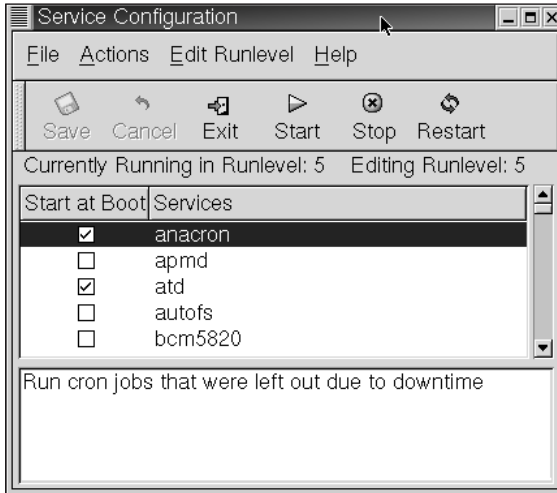 Service Configuration
File Actions Edit Runlevel Help
Save Cancel Exit Start Stop Restart
Currently Running in Runlevel: 5 Editing Runlevel: 5
Start at Boot Services
anacron
apmd
atd
autofs
bcm5820
Run cron jobs that were left out due to downtime